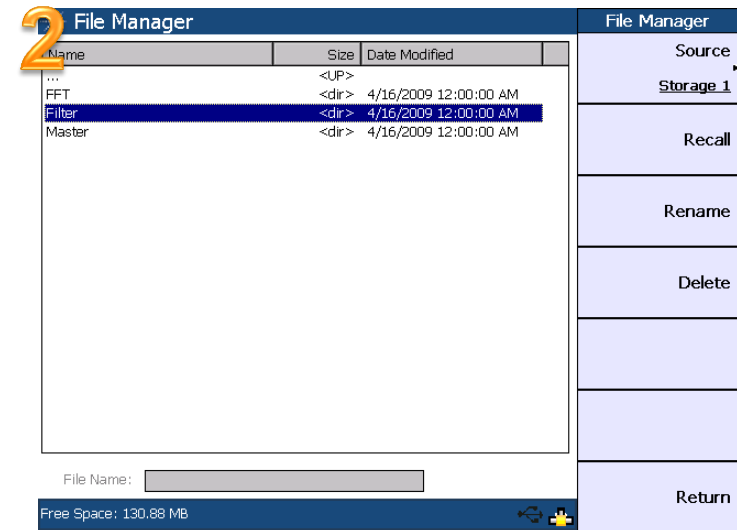 2
File Manager
Name Size Date Modified
... <UP>
FFT <dir> 4/16/2009 12:00:00 AM
Filter <dir> 4/16/2009 12:00:00 AM
Master <dir> 4/16/2009 12:00:00 AM
File Name:
Free Space: 130.88 MB
File Manager
Source
Storage 1
Recall
Rename
Delete
Return